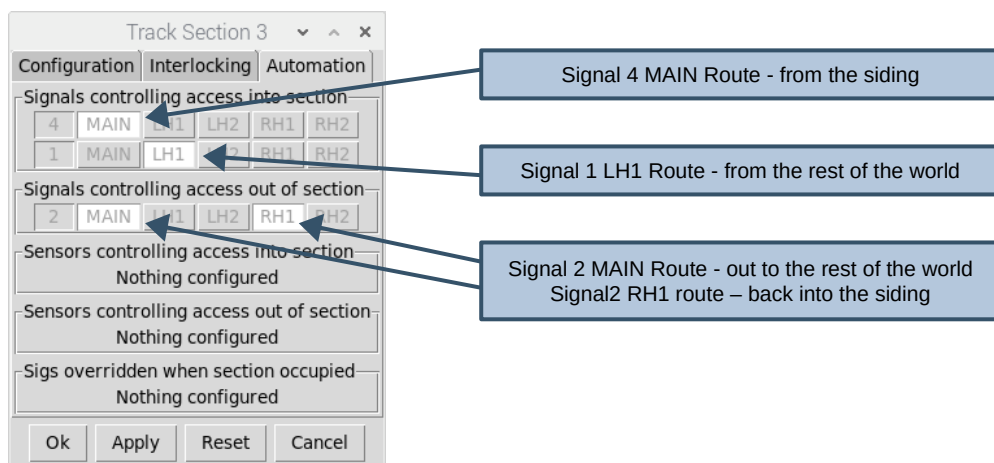 Track Section 3
Configuration Interlocking Automation
Signals controlling access into section
4 MAIN LH1 LH2 RH1 RH2
1 MAIN LH1 LH2 RH1 RH2
Signals controlling access out of section
2 MAIN LH1 LH2 RH1 RH2
Sensors controlling access into section
Nothing configured
Sensors controlling access out of section
Nothing configured
Sigs overridden when section occupied
Nothing configured
Ok Apply Reset Cancel
Signal 4 MAIN Route - from the siding
Signal 1 LH1 Route - from the rest of the world
Signal 2 MAIN Route - out to the rest of the world
Signal2 RH1 route – back into the siding